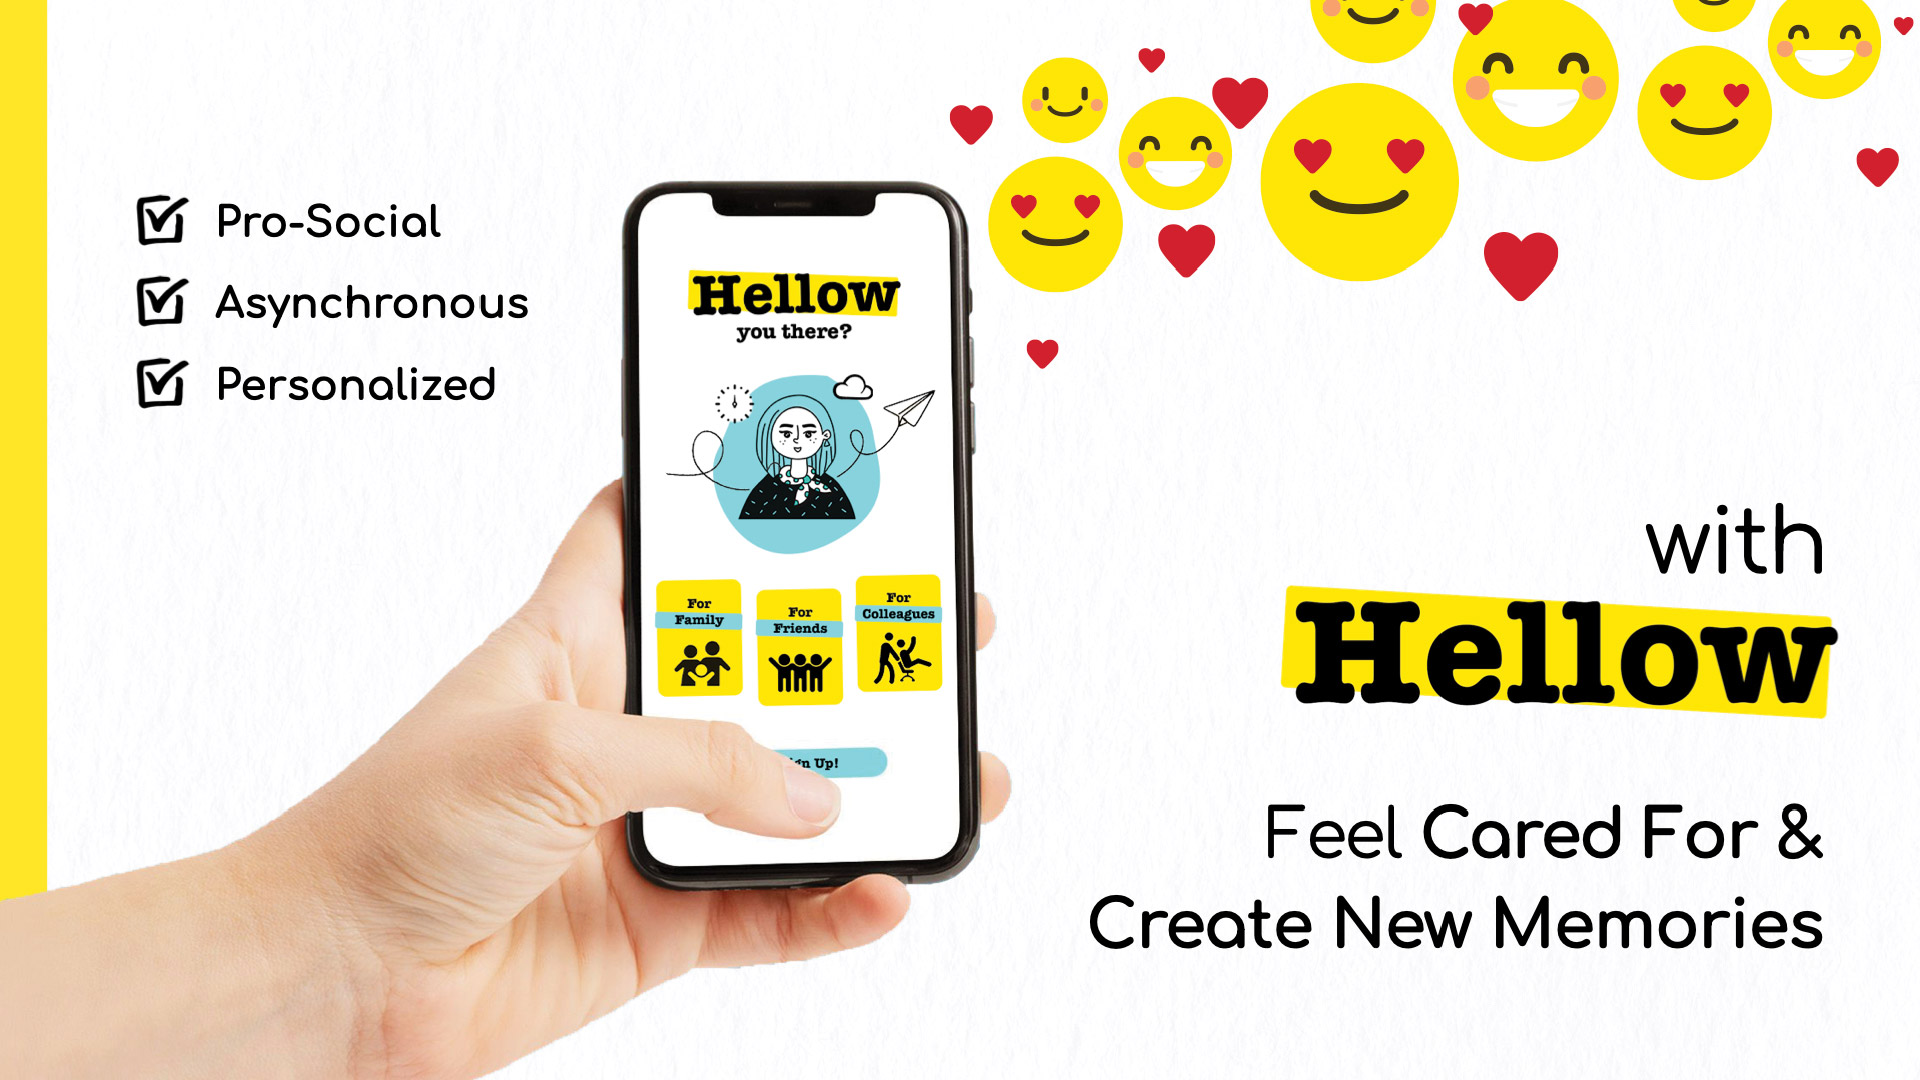 Pro-Social
Asynchronous
Personalized
Hellow
you there?
For
Family
For
Friends
For
Colleagues
Up!
with
Hellow
Feel Cared For &
Create New Memories